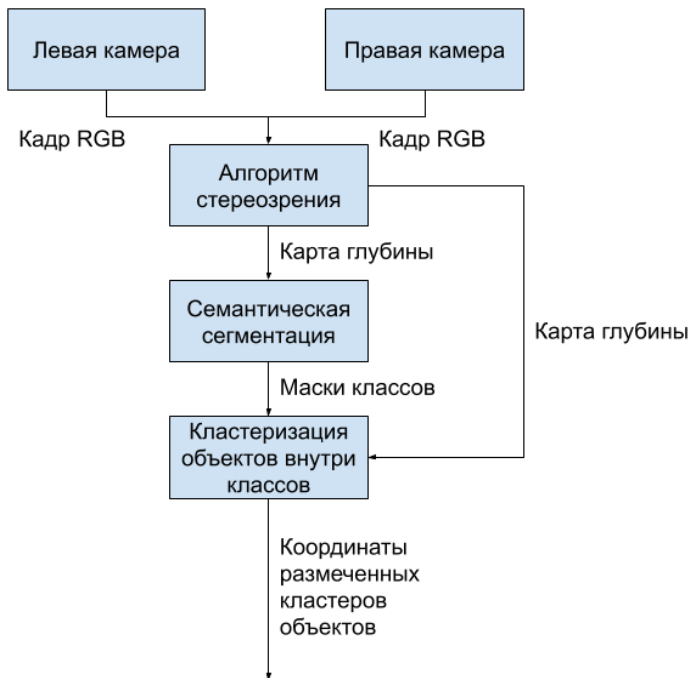 Левая камера
Правая камера
Кадр RGB
Кадр RGB
Алгоритм
стереозрения
Карта глубины
Семантическая
сегментация
Карта глубины
Маски классов
Кластеризация
объектов внутри
классов
Координаты
размеченных
кластеров
объектов